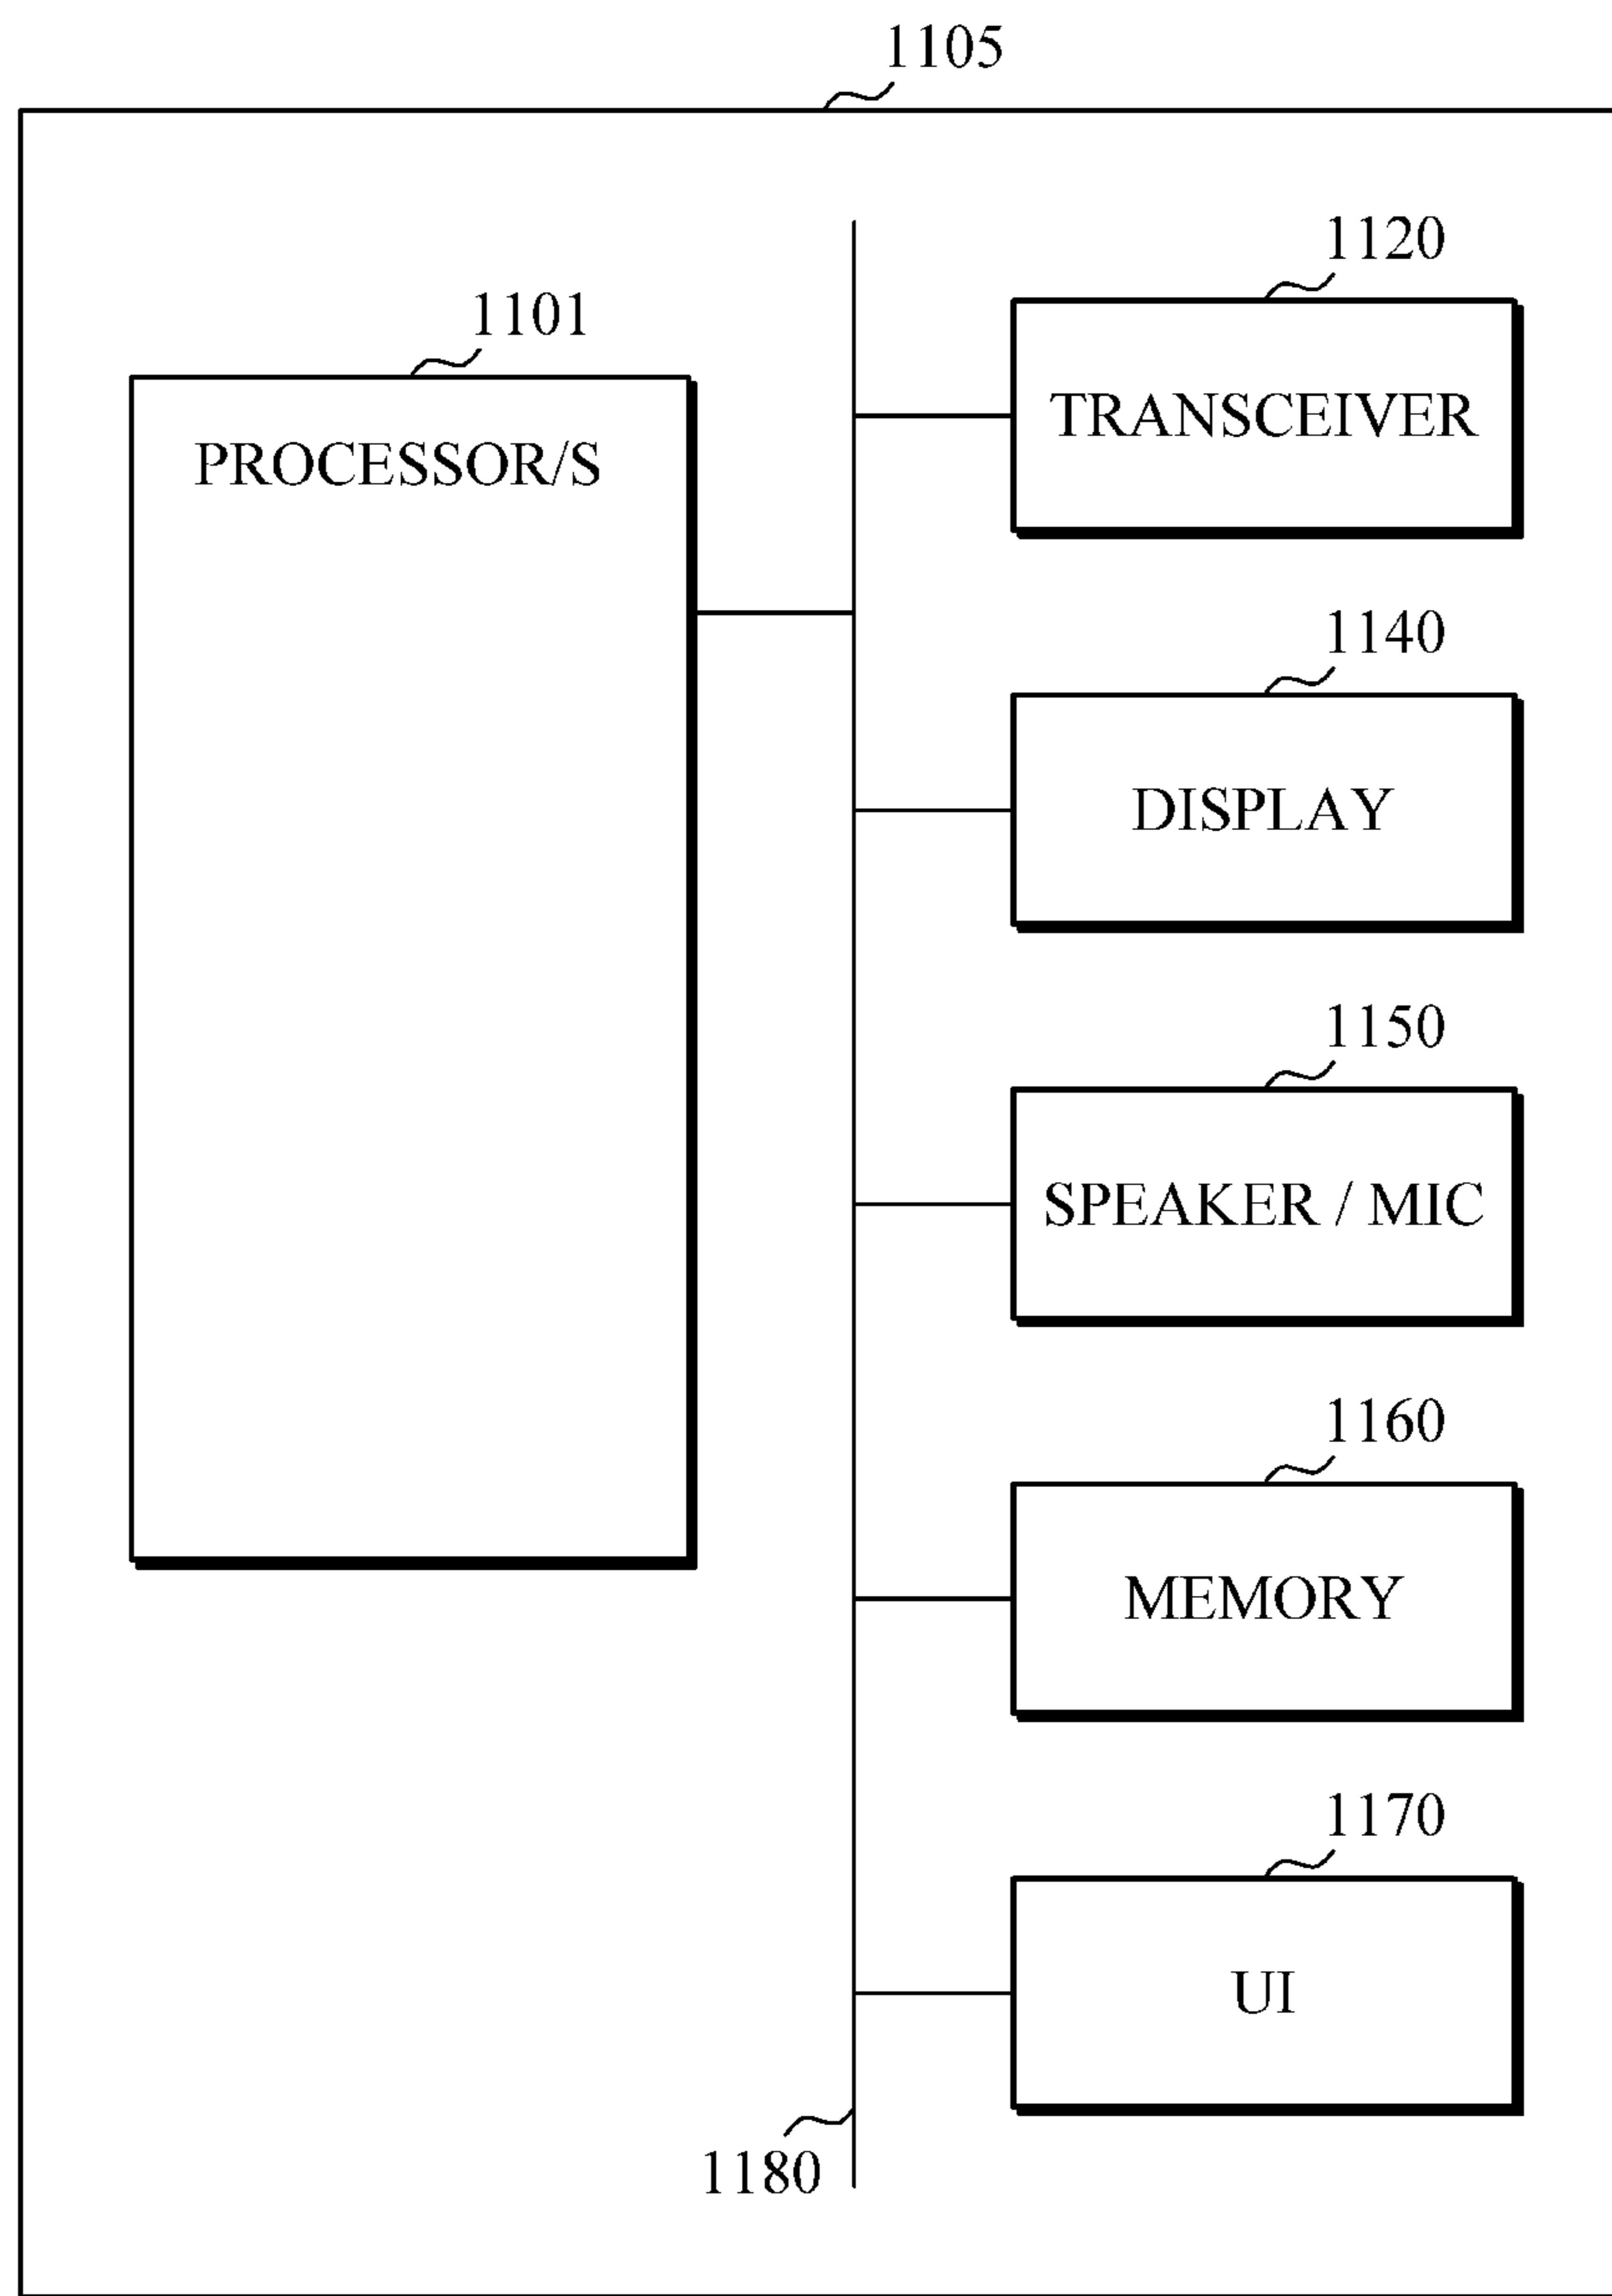 1105
1120
1101
TRANSCEIVER
PROCESSOR/S
1140
DISPLAY
1150
SPEAKER / MIC
1160
MEMORY
1170
UI
1180